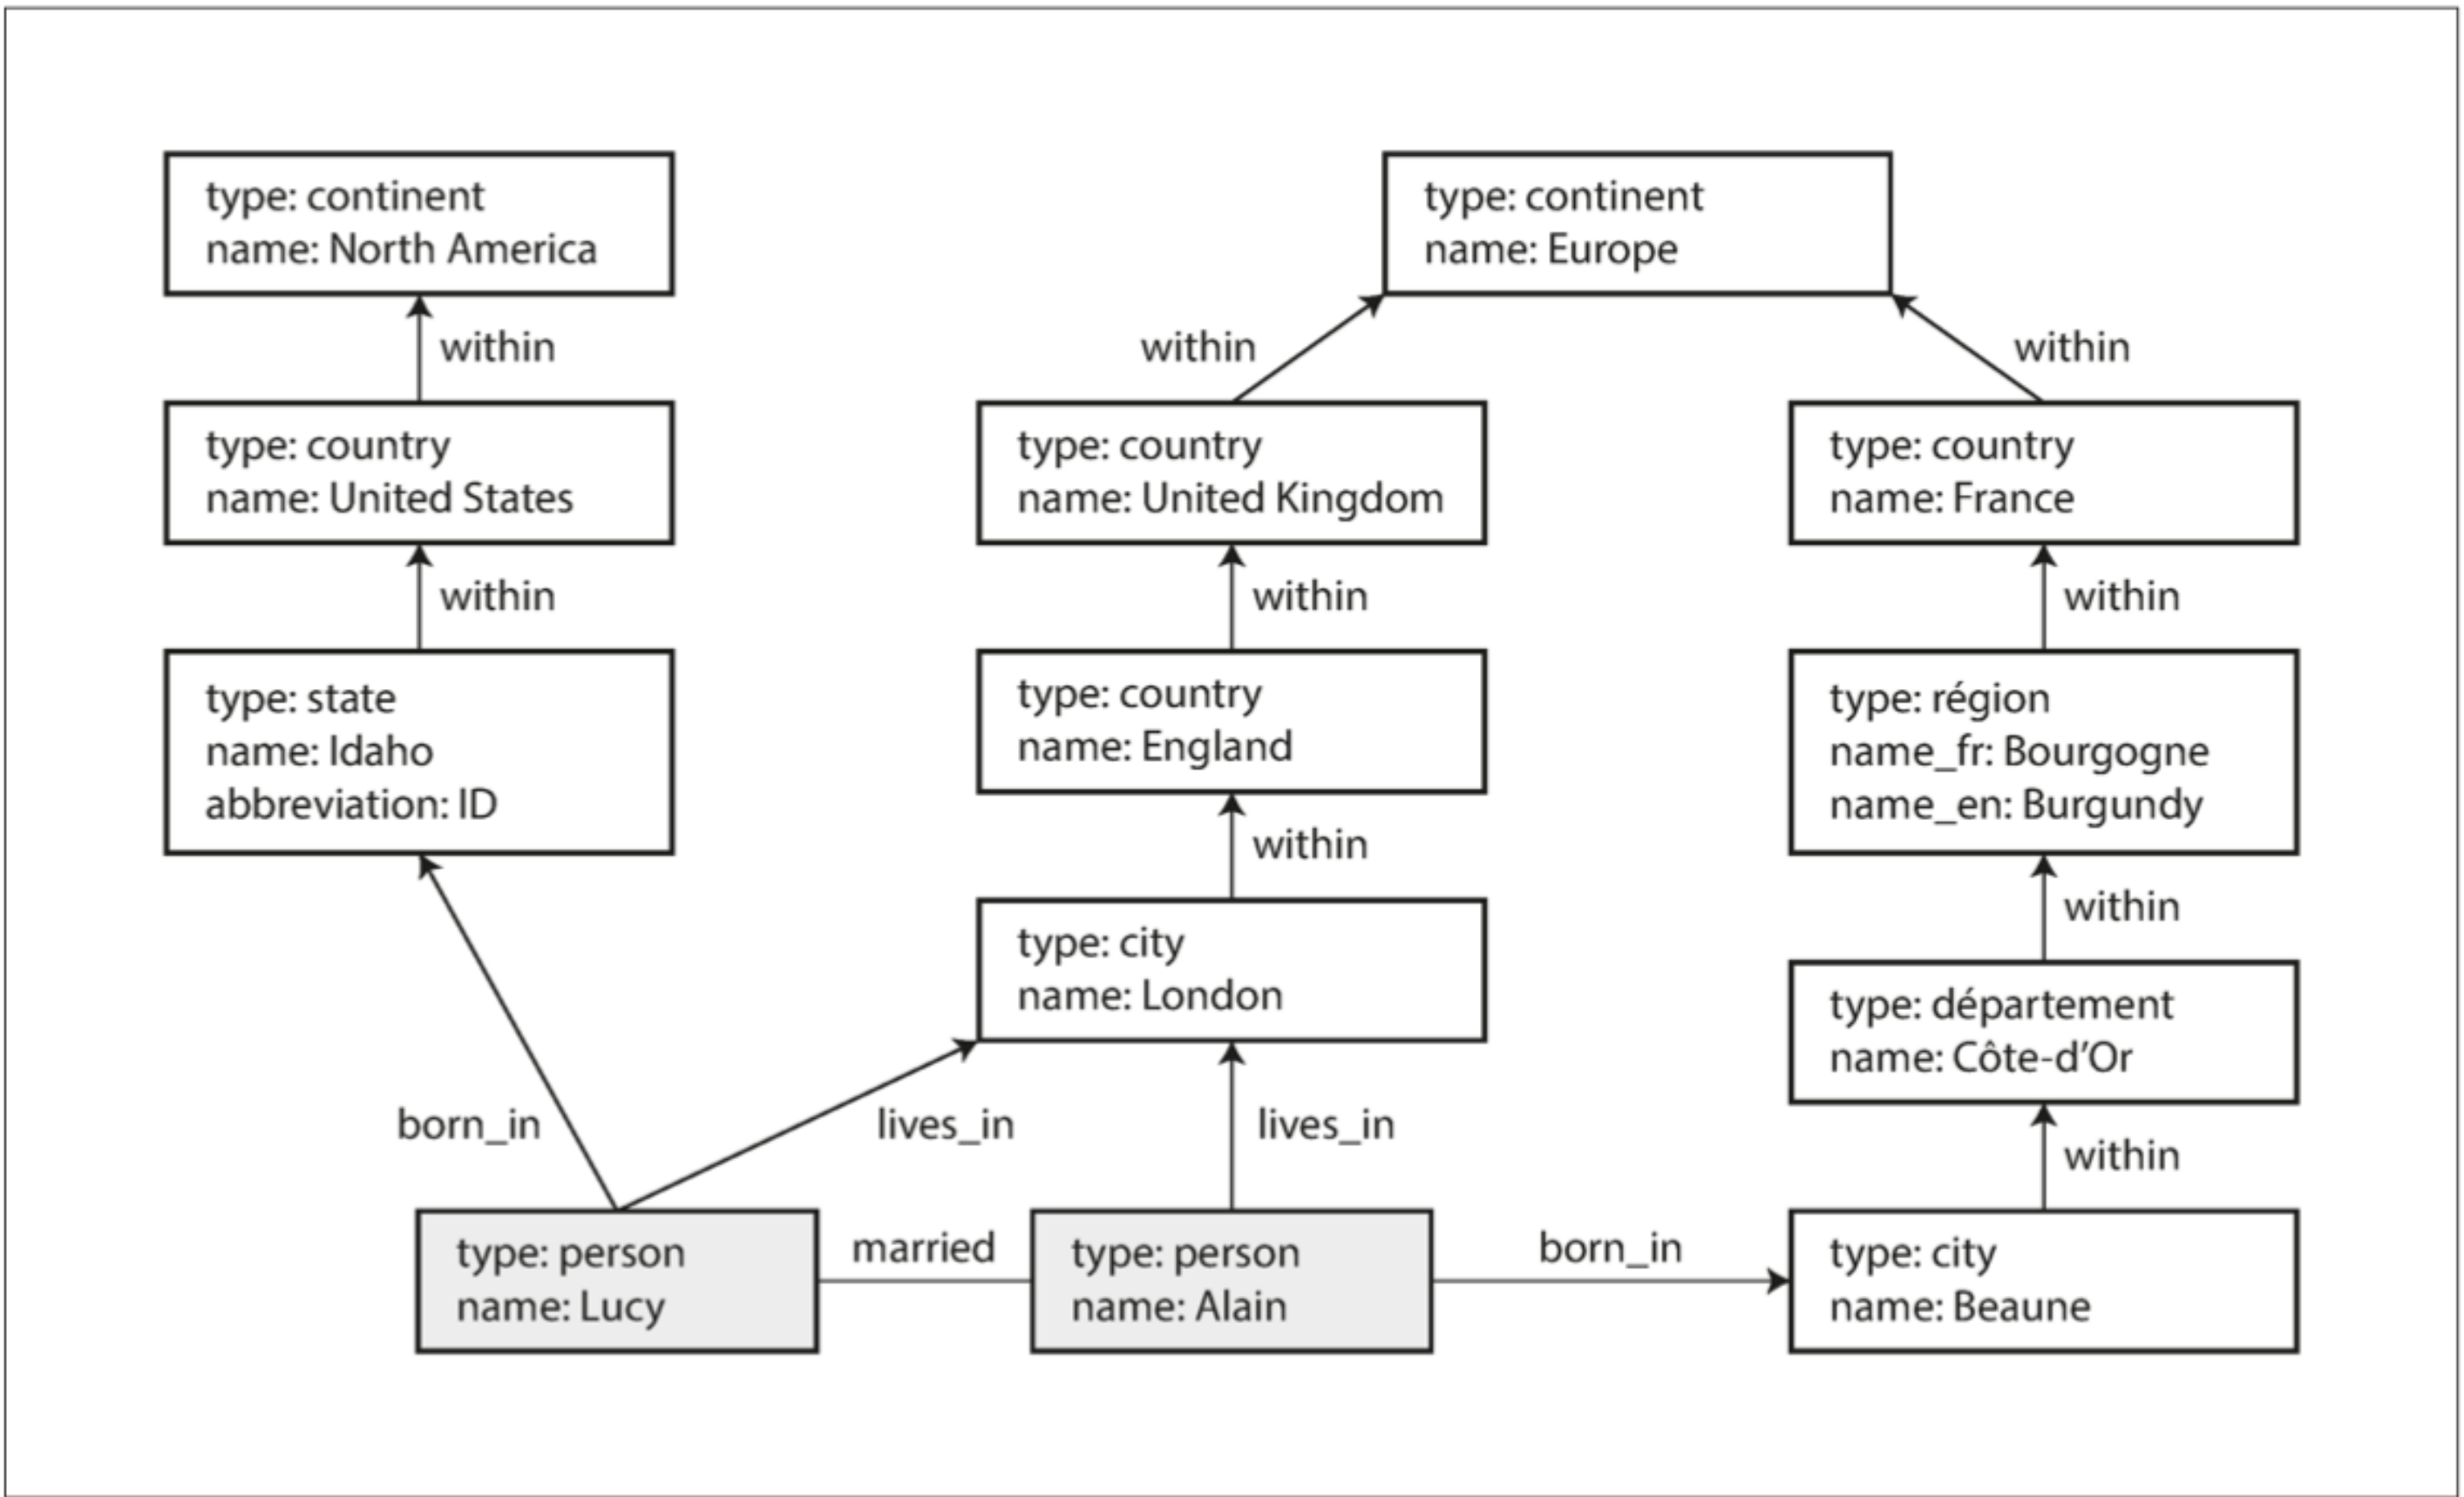 type: continent
name: North America
type: continent
name: Europe
within
within
within
type: country
name: United States
type: country
name: United Kingdom
type: country
name: France
within
within
within
type: state
name: Idaho
abbreviation: ID
type: country
name: England
type: région
name_fr: Bourgogne
name_en: Burgundy
within
within
type: city
name: London
type: département
name: Côte-d’Or
born_in
lives_in
lives_in
within
type: person
name: Lucy
married
type: person
name: Alain
born_in
type: city
name: Beaune